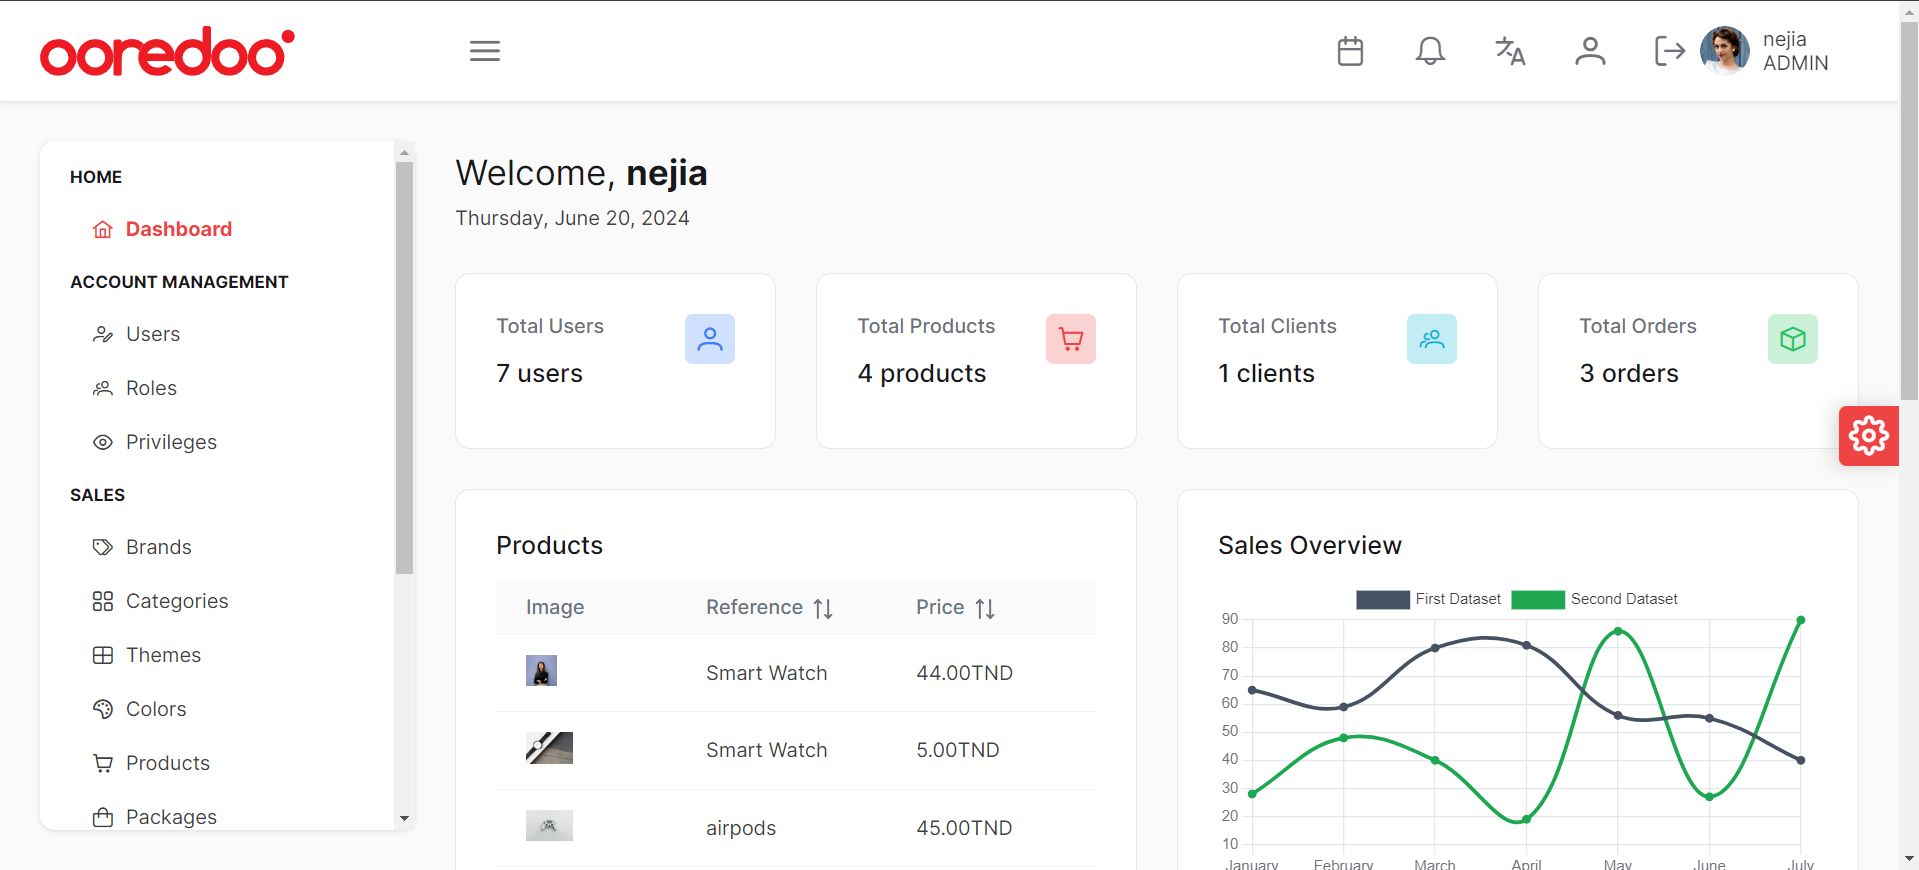 ooredoo
nejia
ADMIN
HOME
Dashboard
ACCOUNT MANAGEMENT
Users
Roles
Privileges
SALES
Brands
Categories
Themes
Colors
Products
Packages
Welcome, nejia
Thursday, June 20, 2024
Total Users
7 users
Total Products
4 products
Total Clients
1 clients
Total Orders
3 orders
Products
Image Reference Price
Smart Watch 44.00TND
Smart Watch 5.00TND
airpods 45.00TND
Sales Overview
First Dataset Second Dataset
90
80
70
60
50
40
30
20
10
January February March April May June July